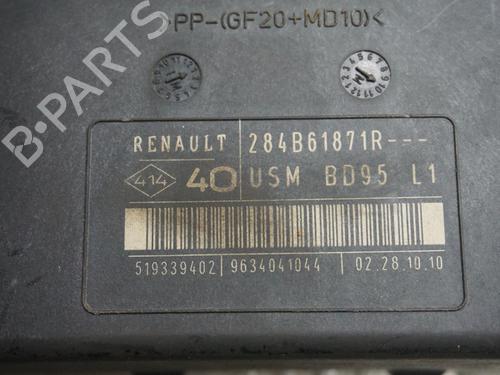 >PP-(GF20+MD10)<
RENAULT 284B61871R---
414 40 USM BD95 L1
519339402 9634041044 02.28.10.10
B-PARTS